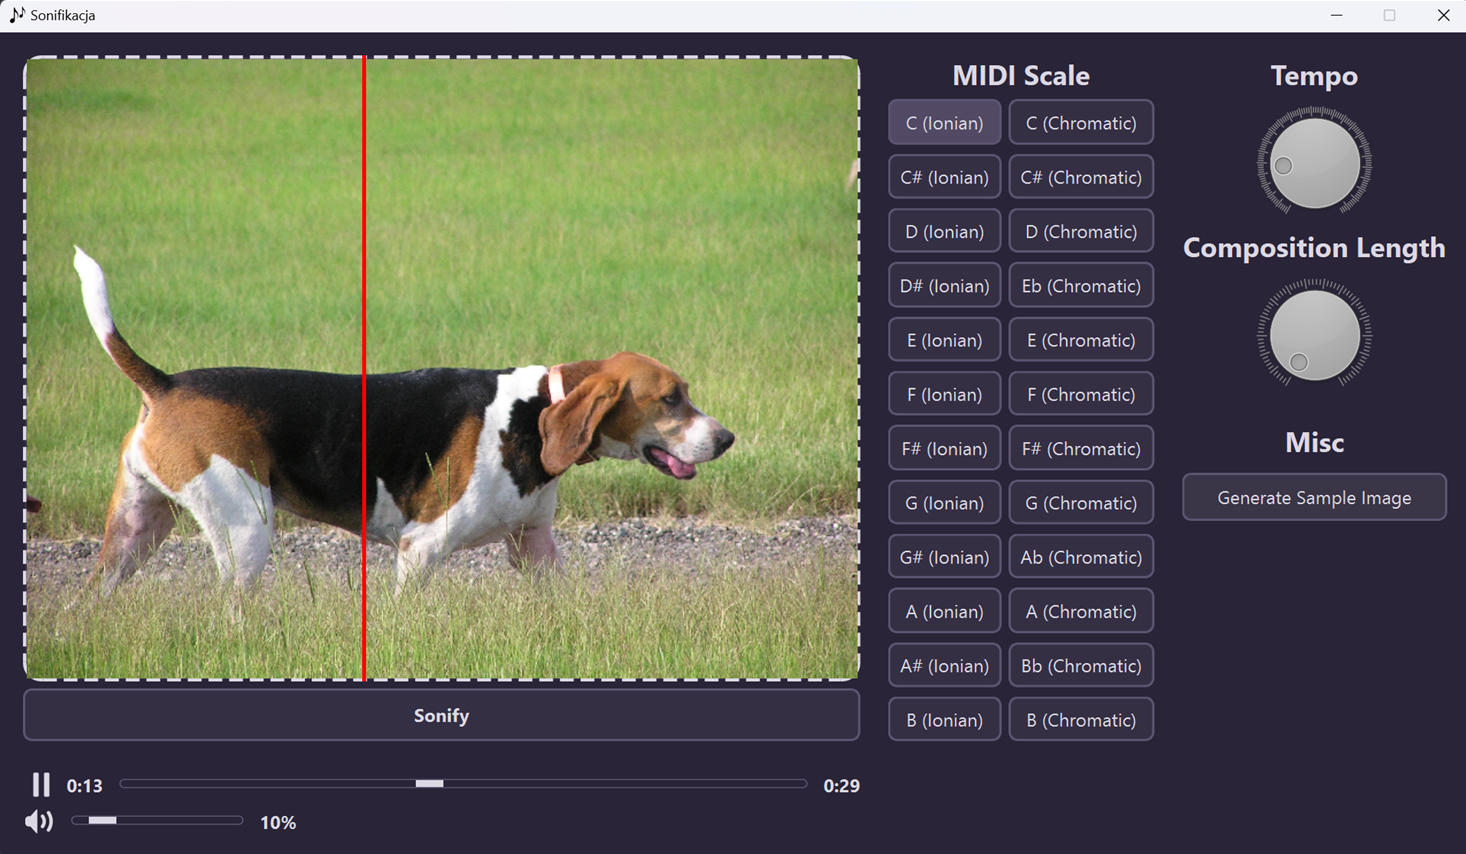 Sonifikacja
MIDI Scale
C (Ionian) C (Chromatic)
C# (Ionian) C# (Chromatic)
D (Ionian) D (Chromatic)
D# (Ionian) Eb (Chromatic)
E (Ionian) E (Chromatic)
F (Ionian) F (Chromatic)
F# (Ionian) F# (Chromatic)
G (Ionian) G (Chromatic)
G# (Ionian) Ab (Chromatic)
A (Ionian) A (Chromatic)
A# (Ionian) Bb (Chromatic)
B (Ionian) B (Chromatic)
Tempo
Composition Length
Misc
Generate Sample Image
Sonify
0:13 0:29
10%